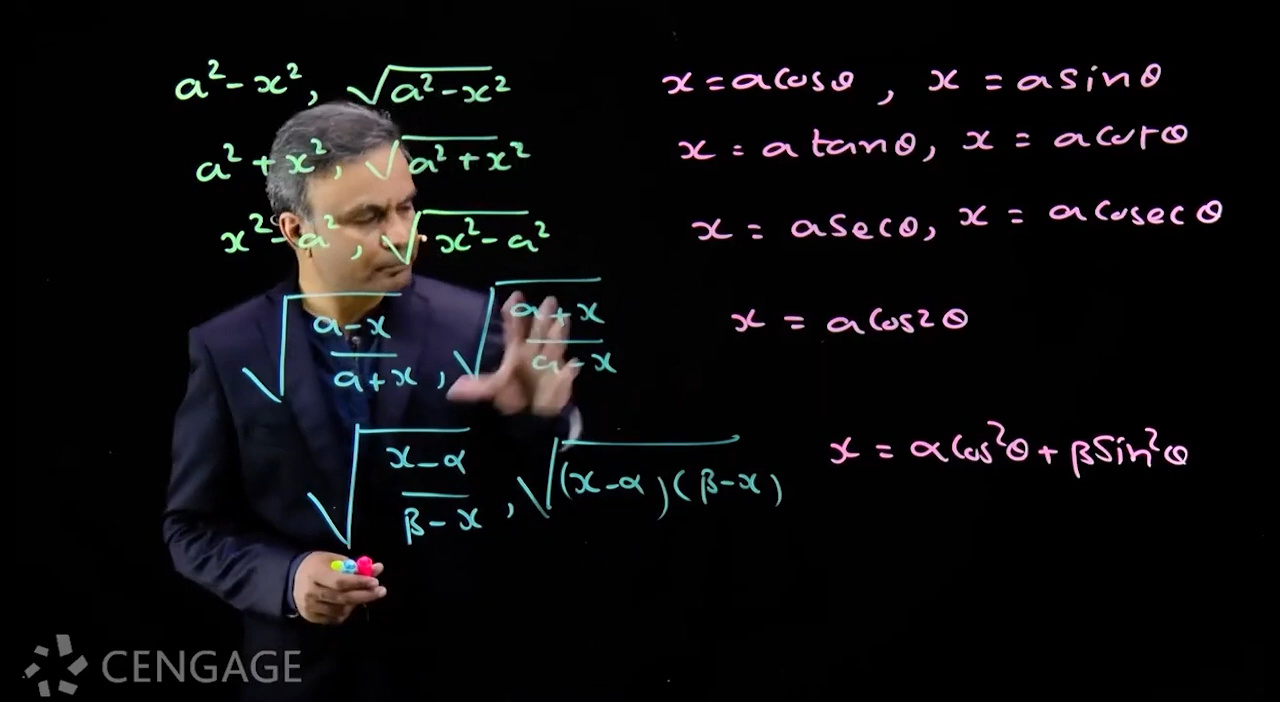 a²-x², √(a²-x²)    x = a cosθ, x = a sinθ
a²+x², √(a²+x²)    x = a tanθ, x = a cotθ
x²-a², √(x²-a²)    x = a secθ, x = a cosecθ
√((a-x)/(a+x)), √((a+x)/(a-x))    x = a cos2θ
√((x-α)/(β-x)), √((x-α)(β-x))    x = α cos²θ + β sin²θ
CENGAGE